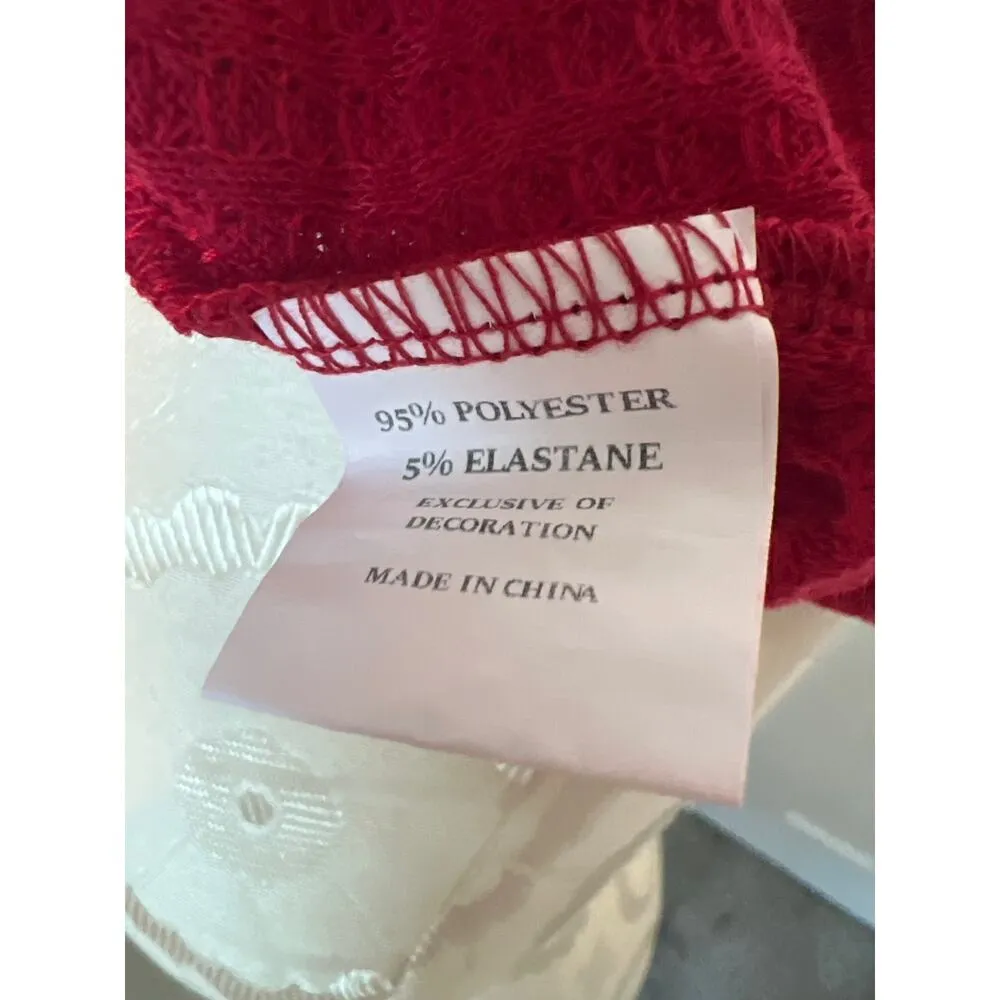 95% POLYESTER
5% ELASTANE
EXCLUSIVE OF
DECORATION
MADE IN CHINA